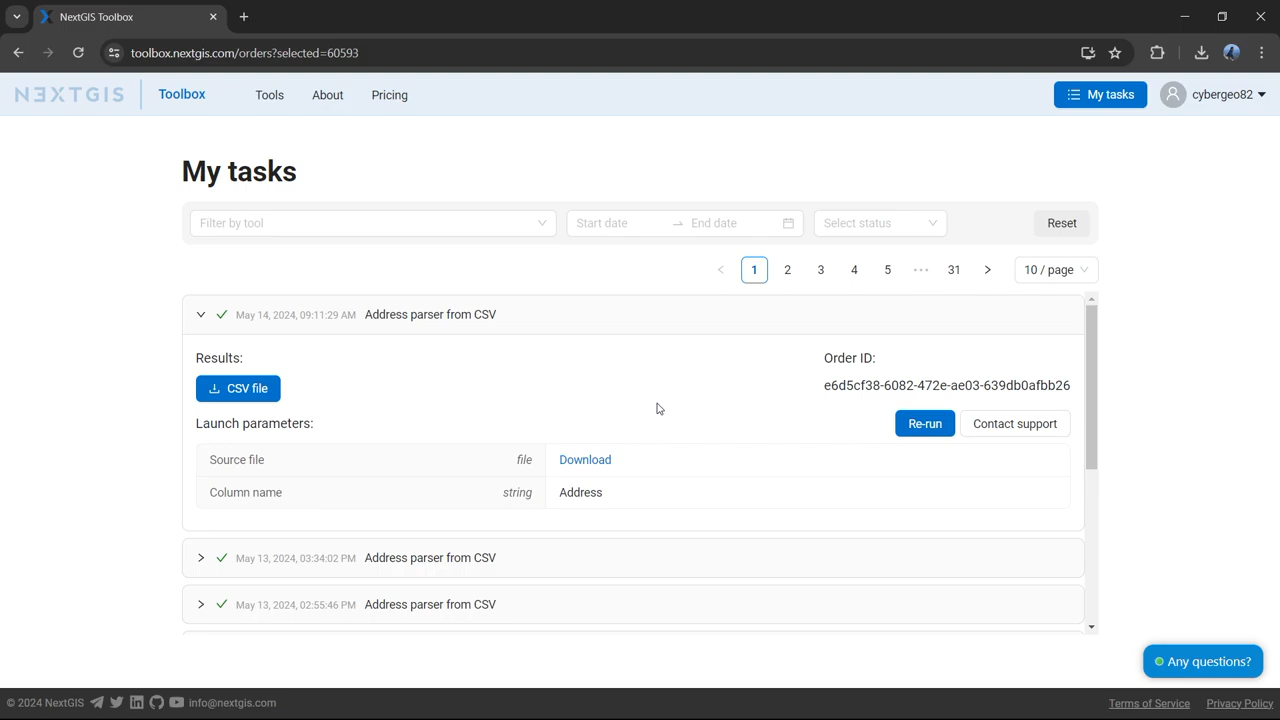 NextGIS Toolbox
toolbox.nextgis.com/orders?selected=60593
NEXTGIS Toolbox Tools About Pricing My tasks cybergeo82
My tasks
Filter by tool Start date End date Select status Reset
1 2 3 4 5 ••• 31 10 / page
May 14, 2024, 09:11:29 AM Address parser from CSV
Results: Order ID:
CSV file e6d5cf38-6082-472e-ae03-639db0afbb26
Launch parameters: Re-run Contact support
Source file file Download
Column name string Address
May 13, 2024, 03:34:02 PM Address parser from CSV
May 13, 2024, 02:55:46 PM Address parser from CSV
Any questions?
© 2024 NextGIS info@nextgis.com Terms of Service Privacy Policy